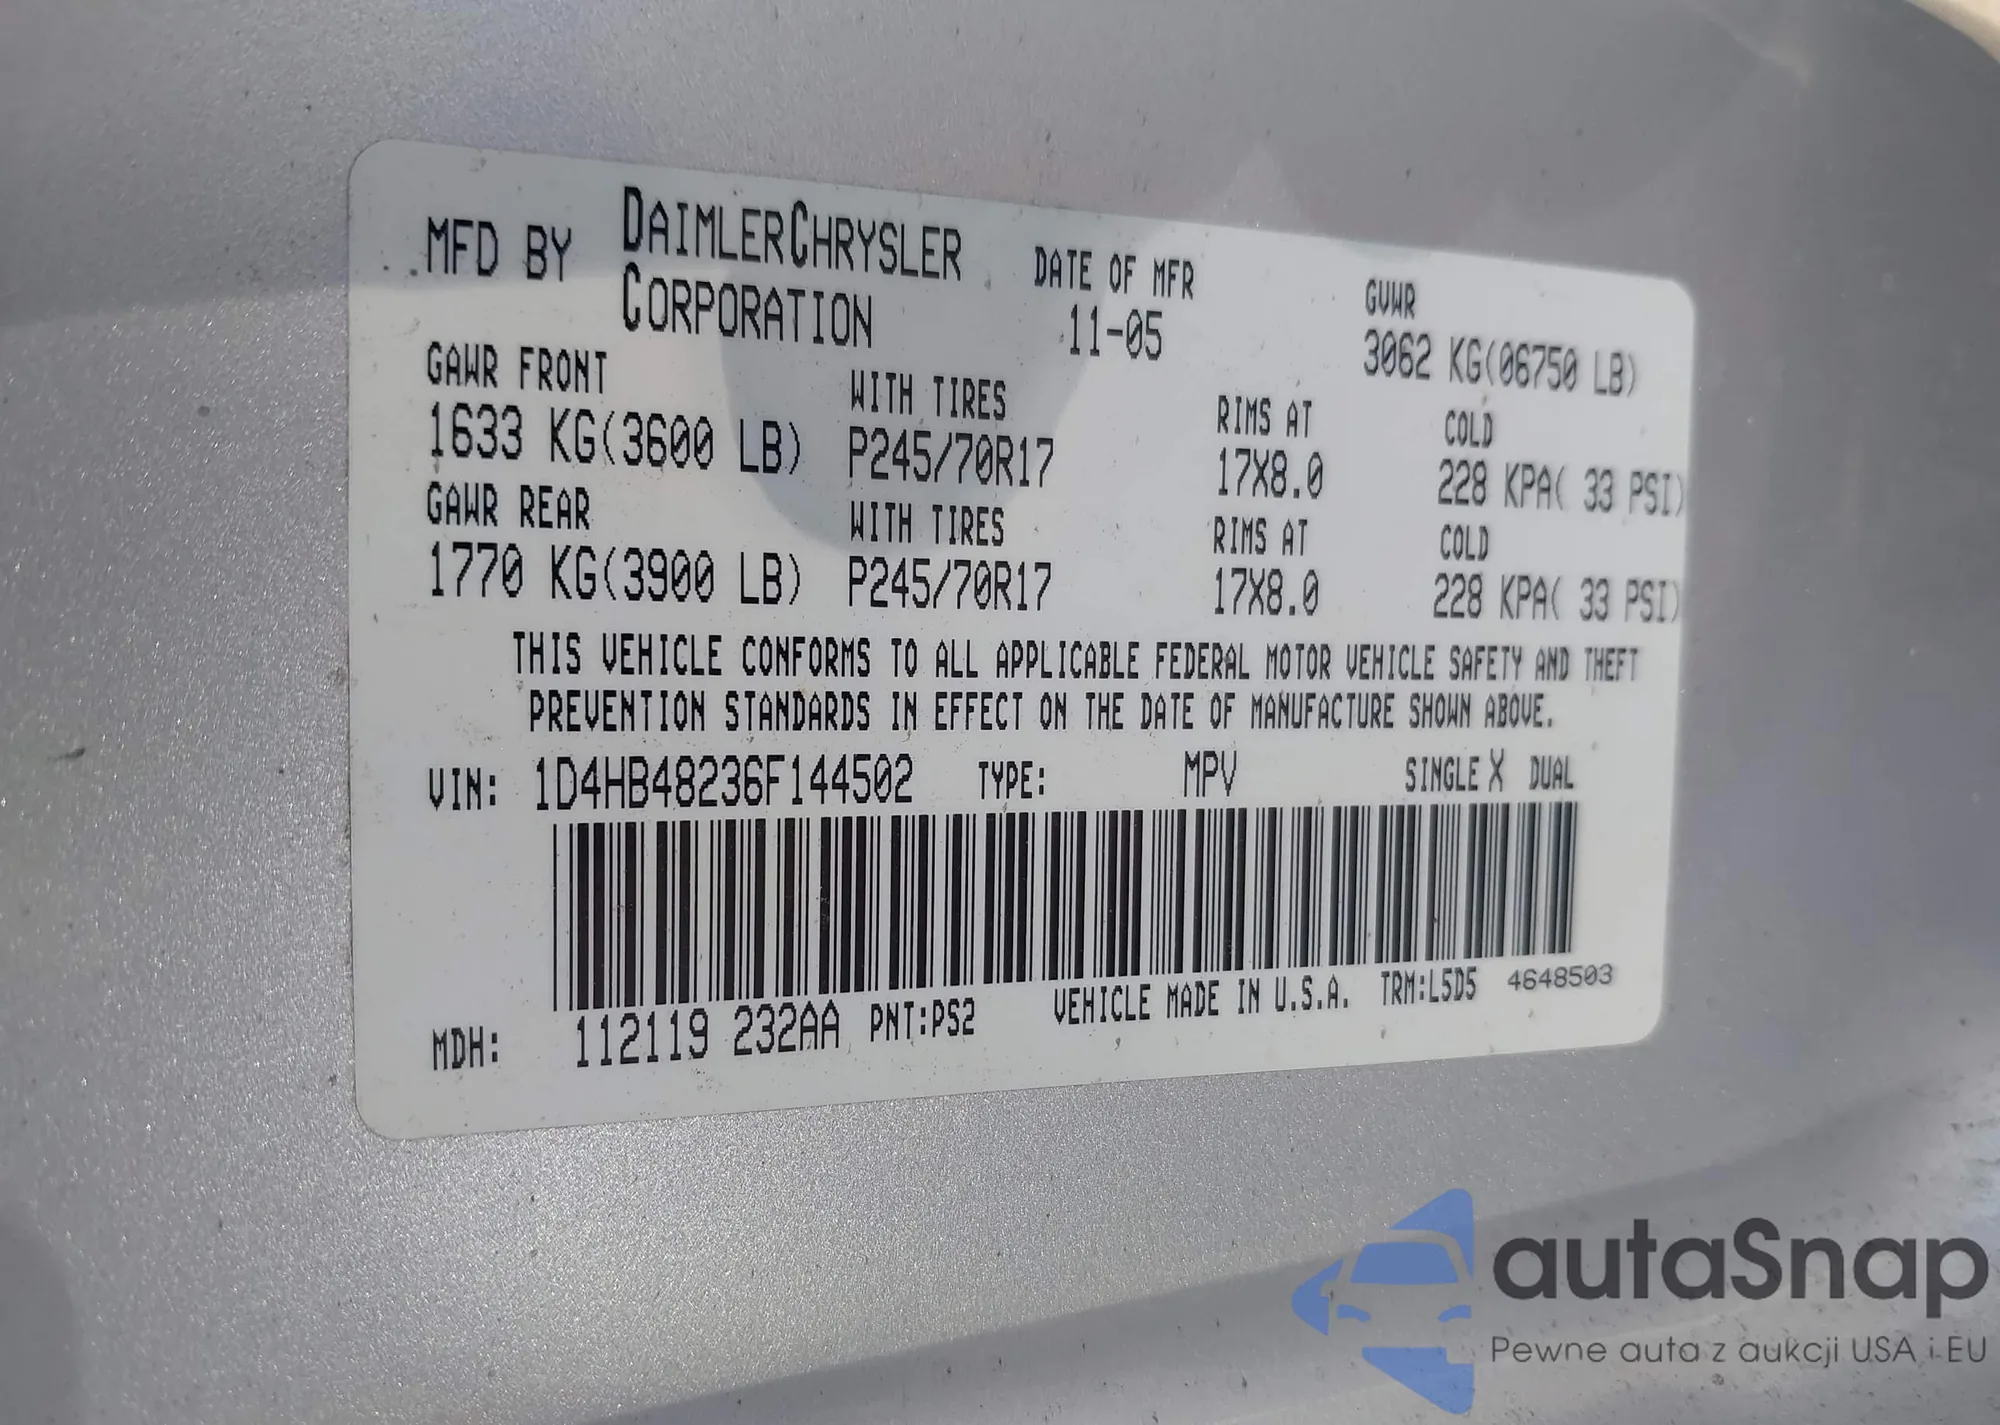 MFD BY DAIMLERCHRYSLER CORPORATION DATE OF MFR 11-05 GVWR 3062 KG(06750 LB)
GAWR FRONT WITH TIRES RIMS AT COLD
1633 KG(3600 LB) P245/70R17 17X8.0 228 KPA( 33 PSI)
GAWR REAR WITH TIRES RIMS AT COLD
1770 KG(3900 LB) P245/70R17 17X8.0 228 KPA( 33 PSI)
THIS VEHICLE CONFORMS TO ALL APPLICABLE FEDERAL MOTOR VEHICLE SAFETY AND THEFT
PREVENTION STANDARDS IN EFFECT ON THE DATE OF MANUFACTURE SHOWN ABOVE.
VIN: 1D4HB48236F144502 TYPE: MPV SINGLE X DUAL
MDH: 112119 232AA PNT:PS2 VEHICLE MADE IN U.S.A. TRM:L5D5 4648503
autaSnap
Pewne auta z aukcji USA i EU